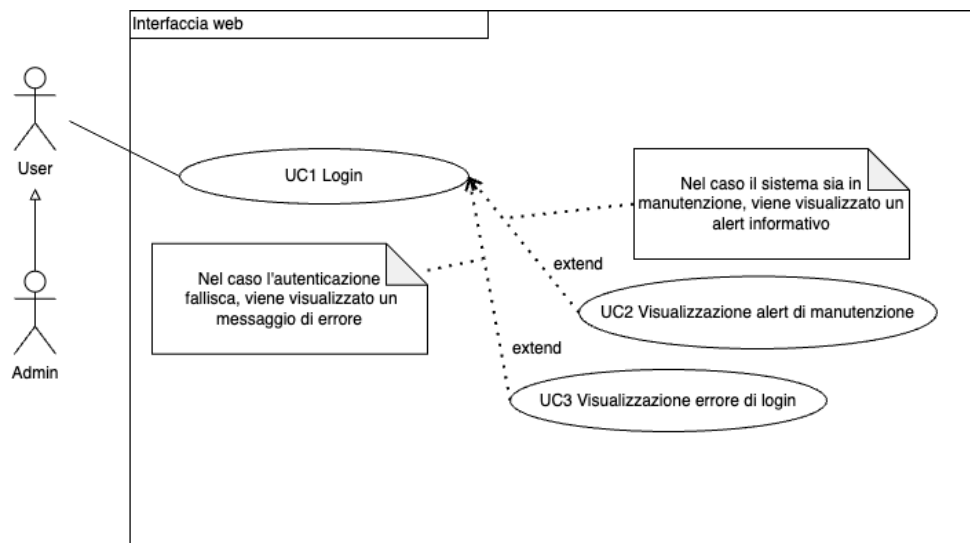 Interfaccia web
User
UC1 Login
Nel caso il sistema sia in
manutenzione, viene visualizzato un
alert informativo
Nel caso l'autenticazione
fallisca, viene visualizzato un
messaggio di errore
extend
UC2 Visualizzazione alert di manutenzione
extend
Admin
UC3 Visualizzazione errore di login